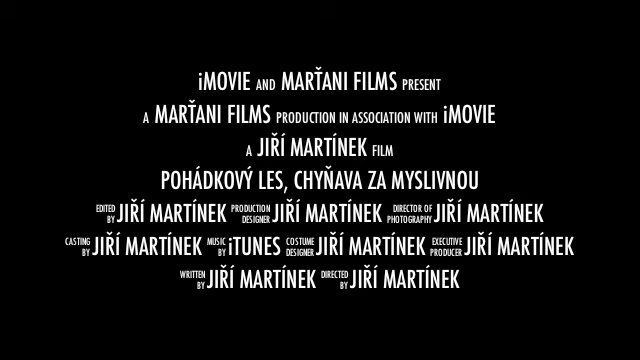 iMOVIE AND MARŤANI FILMS PRESENT
A MARŤANI FILMS PRODUCTION IN ASSOCIATION WITH iMOVIE
A JIŘÍ MARTÍNEK FILM
POHÁDKOVÝ LES, CHYŇAVA ZA MYSLIVNOU
EDITED BY JIŘÍ MARTÍNEK PRODUCTION DESIGNER JIŘÍ MARTÍNEK DIRECTOR OF PHOTOGRAPHY JIŘÍ MARTÍNEK
CASTING BY JIŘÍ MARTÍNEK MUSIC BY iTUNES COSTUME DESIGNER JIŘÍ MARTÍNEK EXECUTIVE PRODUCER JIŘÍ MARTÍNEK
WRITTEN BY JIŘÍ MARTÍNEK DIRECTED BY JIŘÍ MARTÍNEK